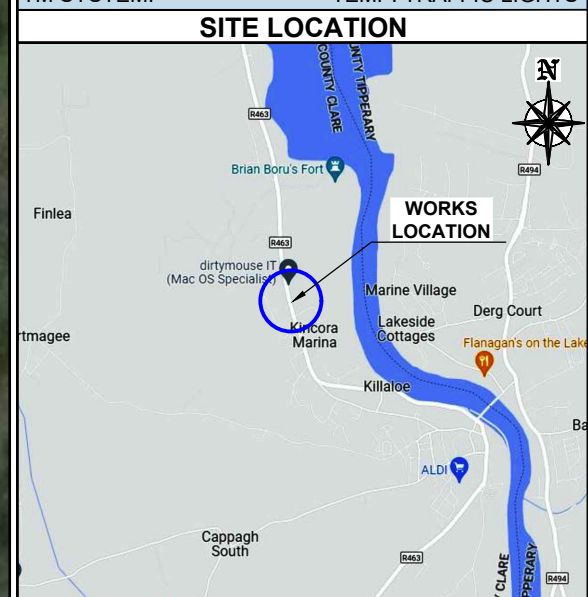 SITE LOCATION
N
COUNTY CLARE
COUNTY TIPPERARY
R463
R494
Brian Boru's Fort
Finlea
WORKS
LOCATION
R463
dirtymouse IT
(Mac OS Specialist)
Marine Village
Derg Court
Lakeside
Cottages
Kincora
Marina
rtmagee
Flanagan's on the Lake
Killaloe
Ba
ALDI
Cappagh
South
R463
Y CLARE
TIPPERARY
R494